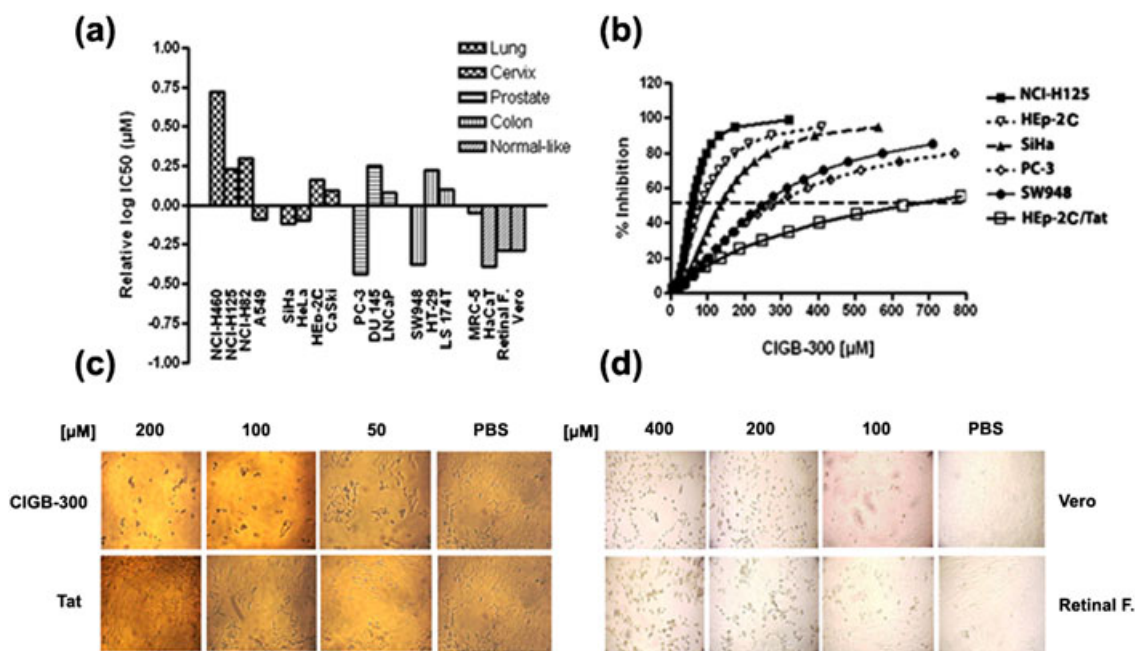 (a)
Relative log IC50 (µM)
1.00
0.75
0.50
0.25
0.00
-0.25
-0.50
-0.75
-1.00
Lung
Cervix
Prostate
Colon
Normal-like
NCI-H460
NCI-H125
NCI-H82
A549
SiHa
HeLa
HEp-2C
CaSki
PC-3
DU 145
LNCaP
SW948
HT-29
LS 174T
MRC-5
HaCaT
Retinal F.
Vero
(b)
% Inhibition
120
100
80
60
40
20
0
0 100 200 300 400 500 600 700 800
CIGB-300 [µM]
NCI-H125
HEp-2C
SiHa
PC-3
SW948
HEp-2C/Tat
(c)
[µM] 200 100 50 PBS
CIGB-300
Tat
(d)
[µM] 400 200 100 PBS
Vero
Retinal F.